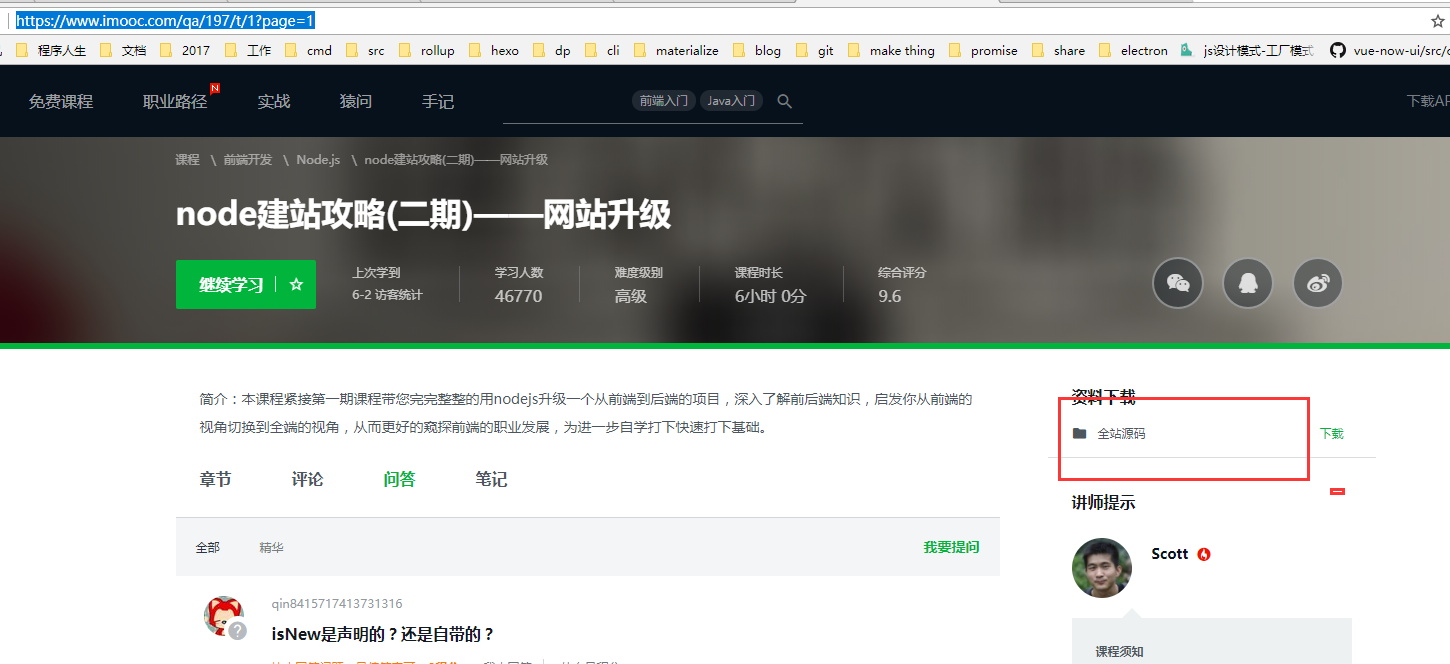 https://www.imooc.com/qa/197/t/1?page=1
程序人生 文档 2017 工作 cmd src rollup hexo dp cli materialize blog git make thing promise share electron js设计模式-工厂模式 vue-now-ui/src/c
免费课程 职业路径 N 实战 猿问 手记 前端入门 Java入门 下载AP
课程 \ 前端开发 \ Node.js \ node建站攻略(二期)——网站升级
node建站攻略(二期)——网站升级
继续学习
上次学到 学习人数 难度级别 课程时长 综合评分
6-2 访客统计 46770 高级 6小时 0分 9.6
简介：本课程紧接第一期课程带您完完整整的用nodejs升级一个从前端到后端的项目，深入了解前后端知识，启发你从前端的
视角切换到全端的视角，从而更好的窥探前端的职业发展，为进一步自学打下快速打下基础。
章节 评论 问答 笔记
全部 精华 我要提问
qin8415717413731316
isNew是声明的？还是自带的？
资料下载
全站源码 下载
讲师提示
Scott
课程须知